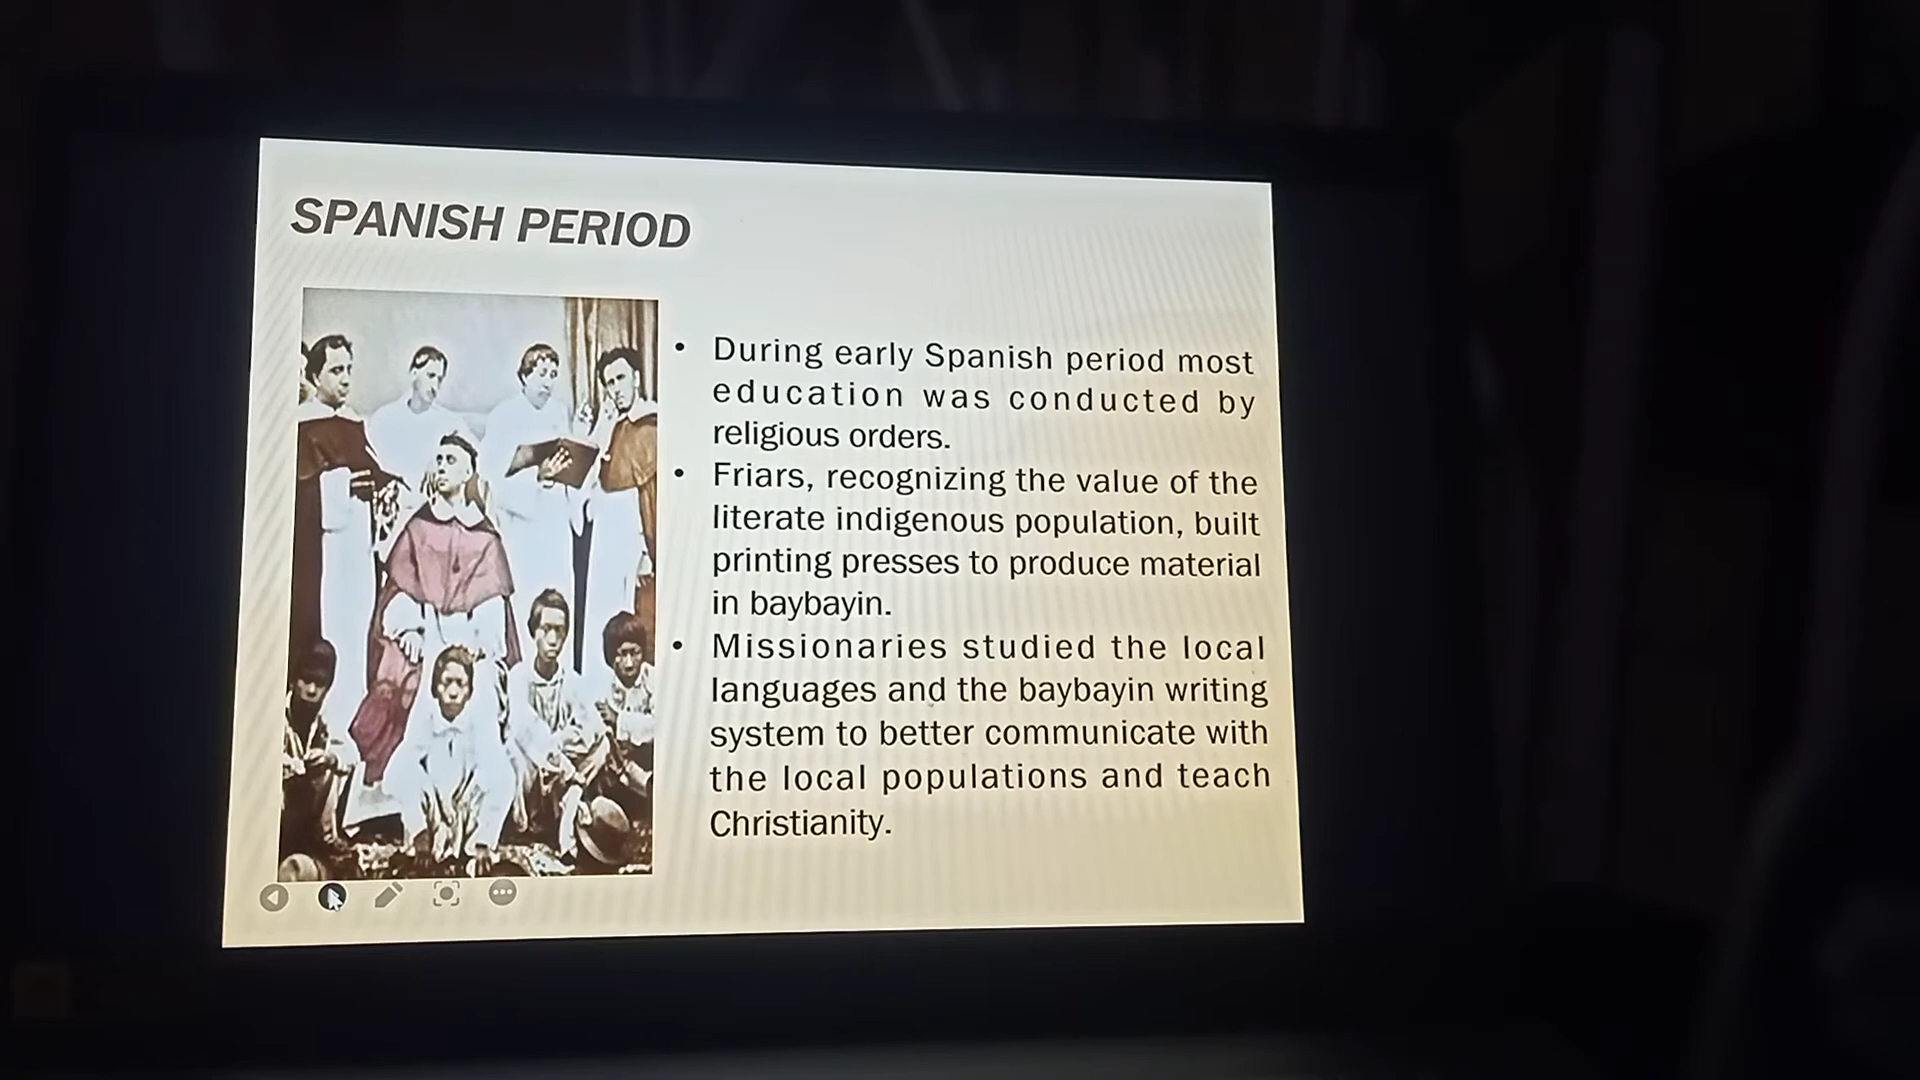 SPANISH PERIOD
• During early Spanish period most
education was conducted by
religious orders.
• Friars, recognizing the value of the
literate indigenous population, built
printing presses to produce material
in baybayin.
• Missionaries studied the local
languages and the baybayin writing
system to better communicate with
the local populations and teach
Christianity.